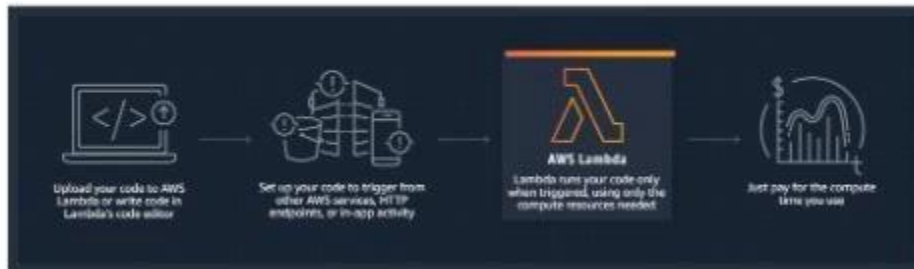 </>
$
Upload your code to AWS
Lambda or write code in
Lambda's code editor
Set up your code to trigger from
other AWS services, HTTP
endpoints, or in-app activity
AWS Lambda
Lambda runs your code only
when triggered, using only the
compute resources needed
t
Just pay for the compute
time you use